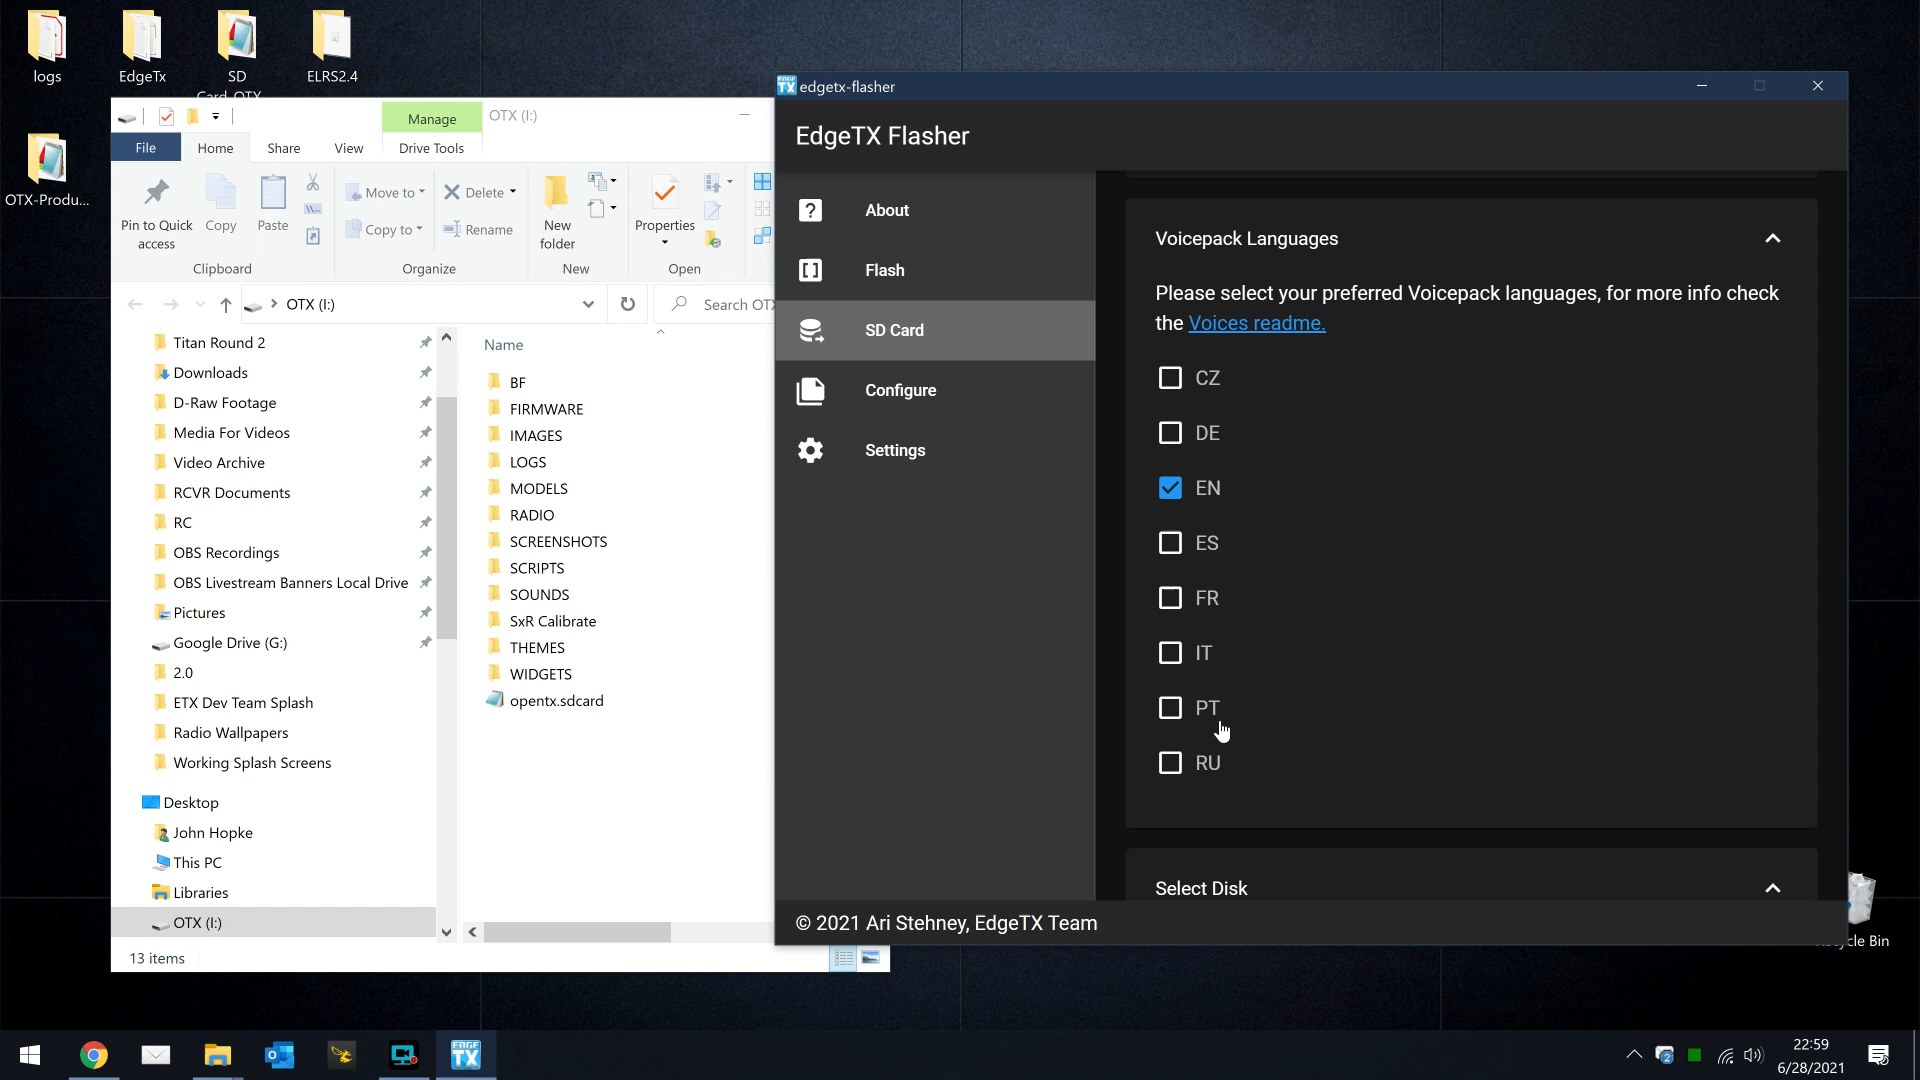 logs
EdgeTx
SD
Card_OTX
ELRS2.4
OTX-Produ...
Manage
OTX (I:)
File
Home
Share
View
Drive Tools
Pin to Quick
access
Copy
Paste
Move to
Copy to
Delete
Rename
New
folder
Properties
Clipboard
Organize
New
Open
OTX (I:)
Search OTX
Titan Round 2
Downloads
D-Raw Footage
Media For Videos
Video Archive
RCVR Documents
RC
OBS Recordings
OBS Livestream Banners Local Drive
Pictures
Google Drive (G:)
2.0
ETX Dev Team Splash
Radio Wallpapers
Working Splash Screens
Desktop
John Hopke
This PC
Libraries
OTX (I:)
Name
BF
FIRMWARE
IMAGES
LOGS
MODELS
RADIO
SCREENSHOTS
SCRIPTS
SOUNDS
SxR Calibrate
THEMES
WIDGETS
opentx.sdcard
13 items
EDGE
TX
edgetx-flasher
EdgeTX Flasher
About
Flash
SD Card
Configure
Settings
Voicepack Languages
Please select your preferred Voicepack languages, for more info check
the Voices readme.
CZ
DE
EN
ES
FR
IT
PT
RU
Select Disk
© 2021 Ari Stehney, EdgeTX Team
Bin
EDGE
TX
2
22:59
6/28/2021